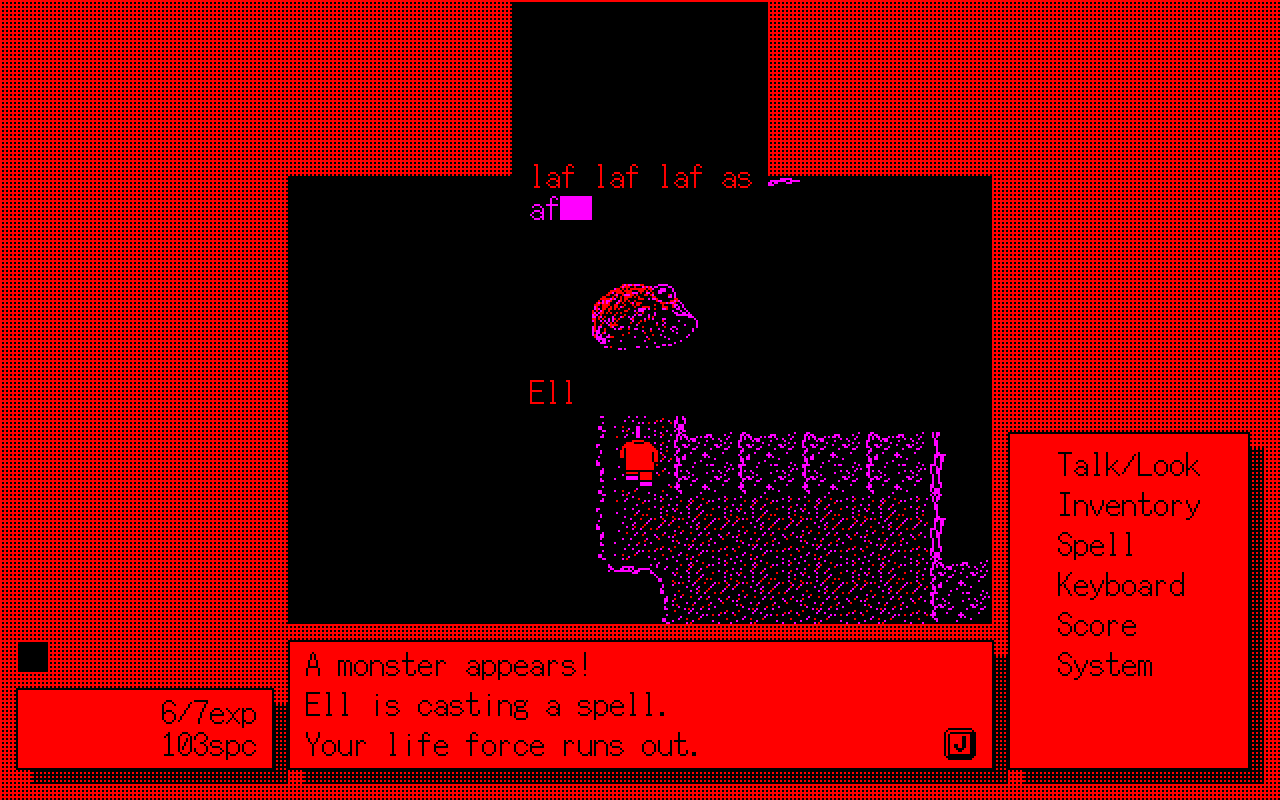 laf laf laf as
af
Ell
Talk/Look
Inventory
Spell
Keyboard
Score
System
A monster appears!
Ell is casting a spell.
Your life force runs out.
J
6/7exp
103spc